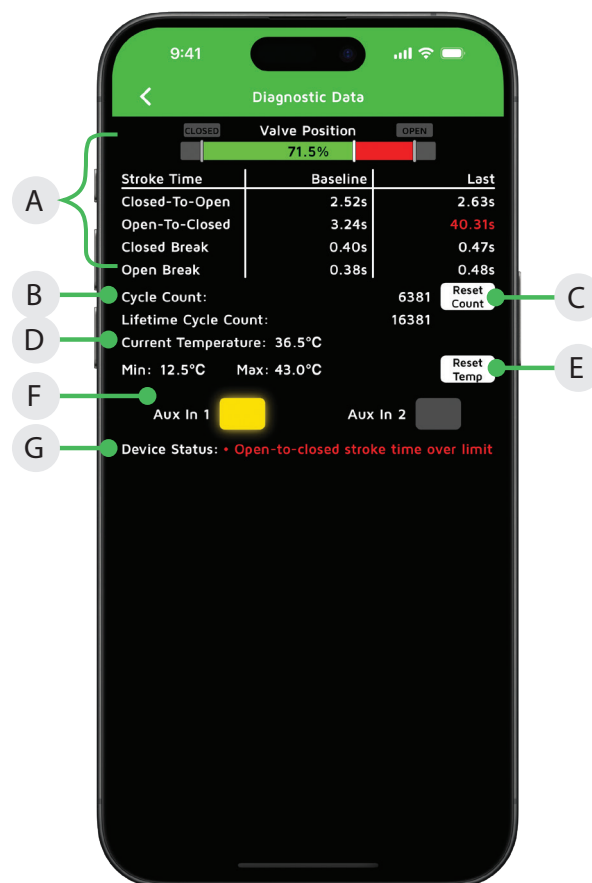 9:41
Diagnostic Data
CLOSED Valve Position OPEN
71.5%
Stroke Time Baseline Last
Closed-To-Open 2.52s 2.63s
A
Open-To-Closed 3.24s 40.31s
Closed Break 0.40s 0.47s
Open Break 0.38s 0.48s
B Cycle Count: 6381 Reset Count C
Lifetime Cycle Count: 16381
D Current Temperature: 36.5°C
Min: 12.5°C Max: 43.0°C Reset Temp E
F
Aux In 1 Aux In 2
G Device Status: • Open-to-closed stroke time over limit